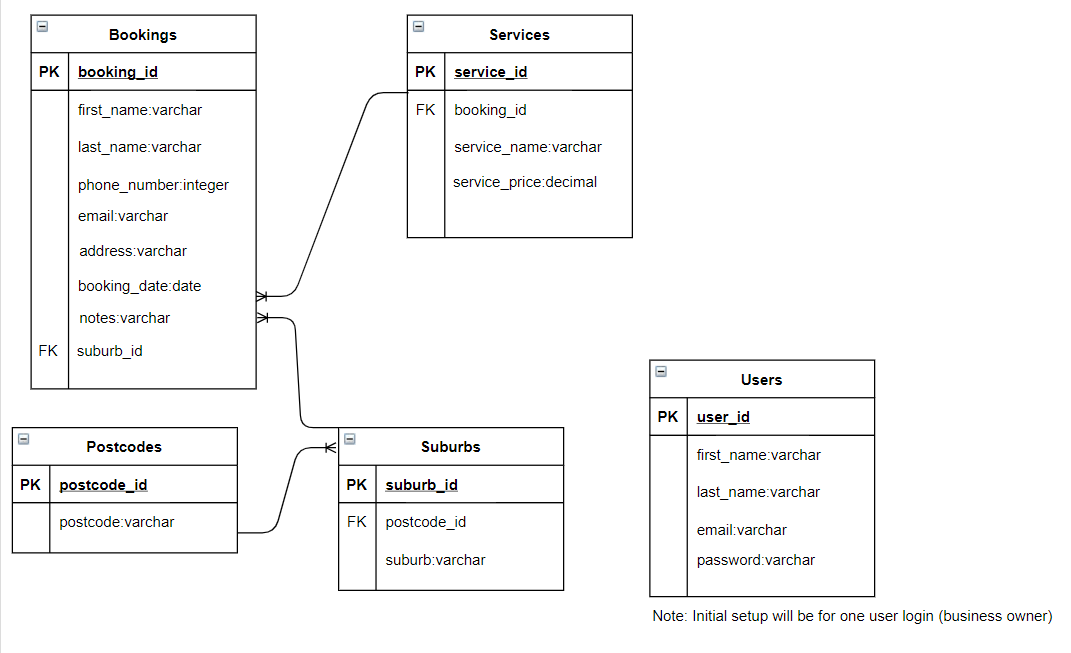 Bookings
PK booking_id
first_name:varchar
last_name:varchar
phone_number:integer
email:varchar
address:varchar
booking_date:date
notes:varchar
FK suburb_id
Services
PK service_id
FK booking_id
service_name:varchar
service_price:decimal
Postcodes
PK postcode_id
postcode:varchar
Suburbs
PK suburb_id
FK postcode_id
suburb:varchar
Users
PK user_id
first_name:varchar
last_name:varchar
email:varchar
password:varchar
Note: Initial setup will be for one user login (business owner)